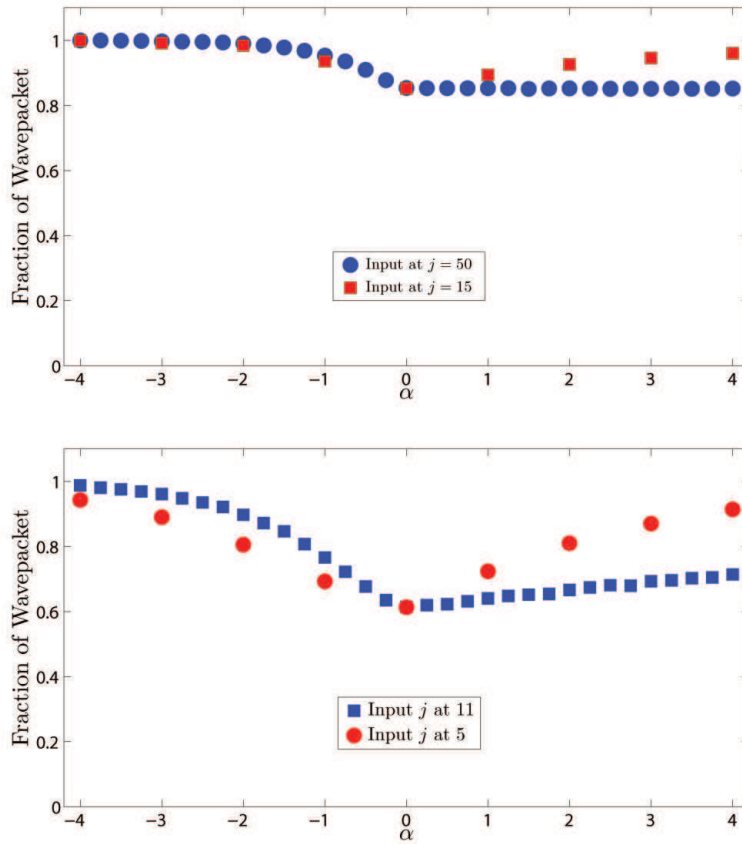 1
0.8
0.6
0.4
0.2
0
Fraction of Wavepacket
Input at j = 50
Input at j = 15
−4 −3 −2 −1 0 1 2 3 4
α
1
0.8
0.6
0.4
0.2
0
Fraction of Wavepacket
Input j at 11
Input j at 5
−4 −3 −2 −1 0 1 2 3 4
α